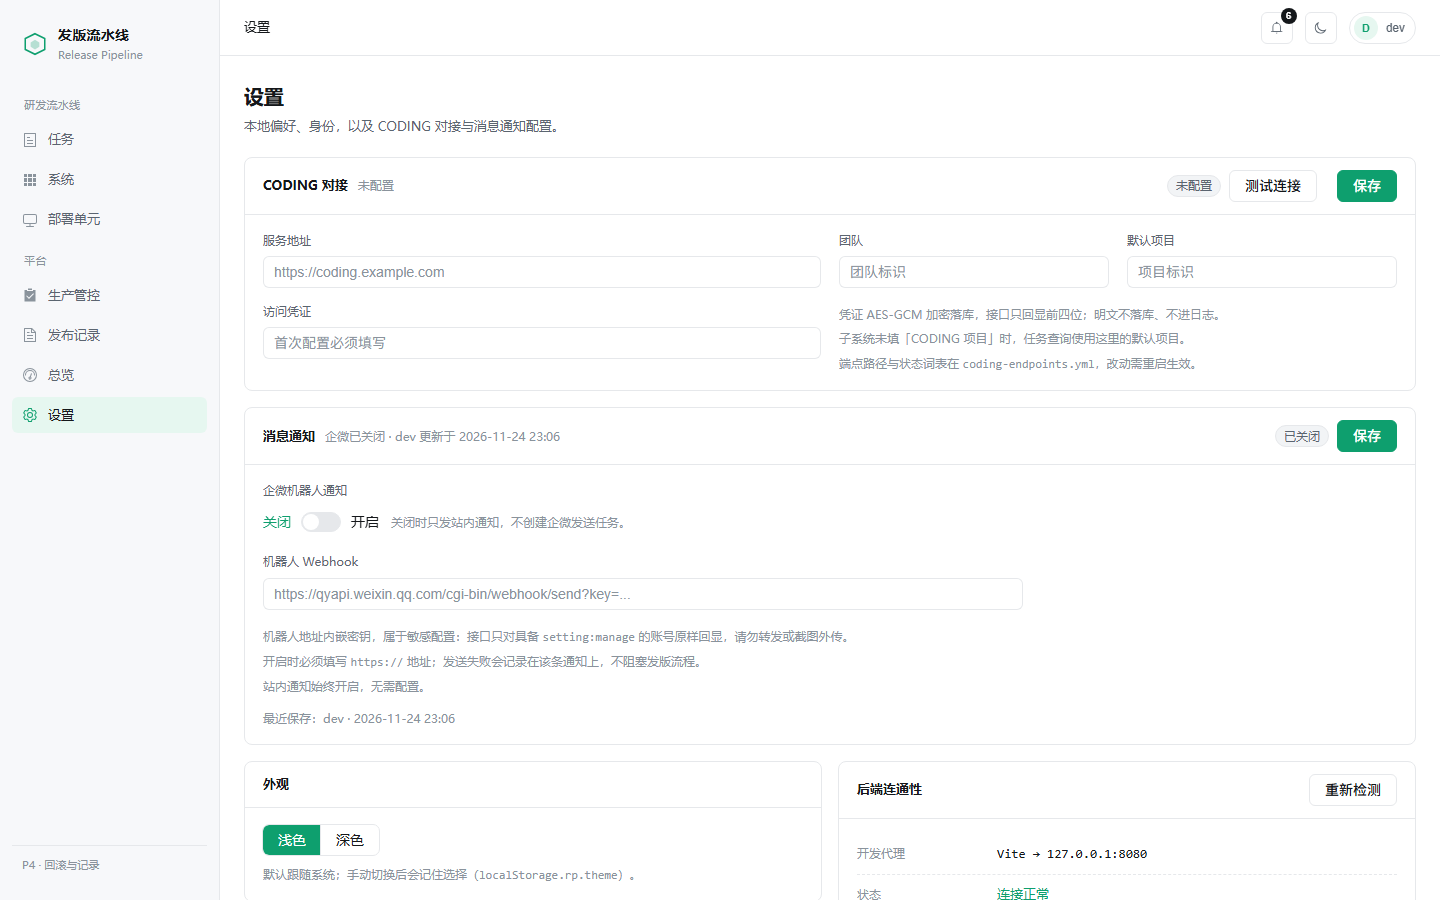 发版流水线
Release Pipeline
研发流水线
任务
系统
部署单元
平台
生产管控
发布记录
总览
设置
P4 · 回滚与记录
设置
6
D dev
设置
本地偏好、身份，以及 CODING 对接与消息通知配置。
CODING 对接 未配置
未配置 测试连接 保存
服务地址 团队 默认项目
https://coding.example.com 团队标识 项目标识
访问凭证
首次配置必须填写
凭证 AES-GCM 加密落库，接口只回显前四位；明文不落库、不进日志。
子系统未填「CODING 项目」时，任务查询使用这里的默认项目。
端点路径与状态词表在 coding-endpoints.yml，改动需重启生效。
消息通知 企微已关闭 · dev 更新于 2026-11-24 23:06
已关闭 保存
企微机器人通知
关闭 开启 关闭时只发站内通知，不创建企微发送任务。
机器人 Webhook
https://qyapi.weixin.qq.com/cgi-bin/webhook/send?key=...
机器人地址内嵌密钥，属于敏感配置：接口只对具备 setting:manage 的账号原样回显，请勿转发或截图外传。
开启时必须填写 https:// 地址；发送失败会记录在该条通知上，不阻塞发版流程。
站内通知始终开启，无需配置。
最近保存：dev · 2026-11-24 23:06
外观
浅色 深色
默认跟随系统；手动切换后会记住选择（localStorage.rp.theme）。
后端连通性 重新检测
开发代理 Vite → 127.0.0.1:8080
状态 连接正常